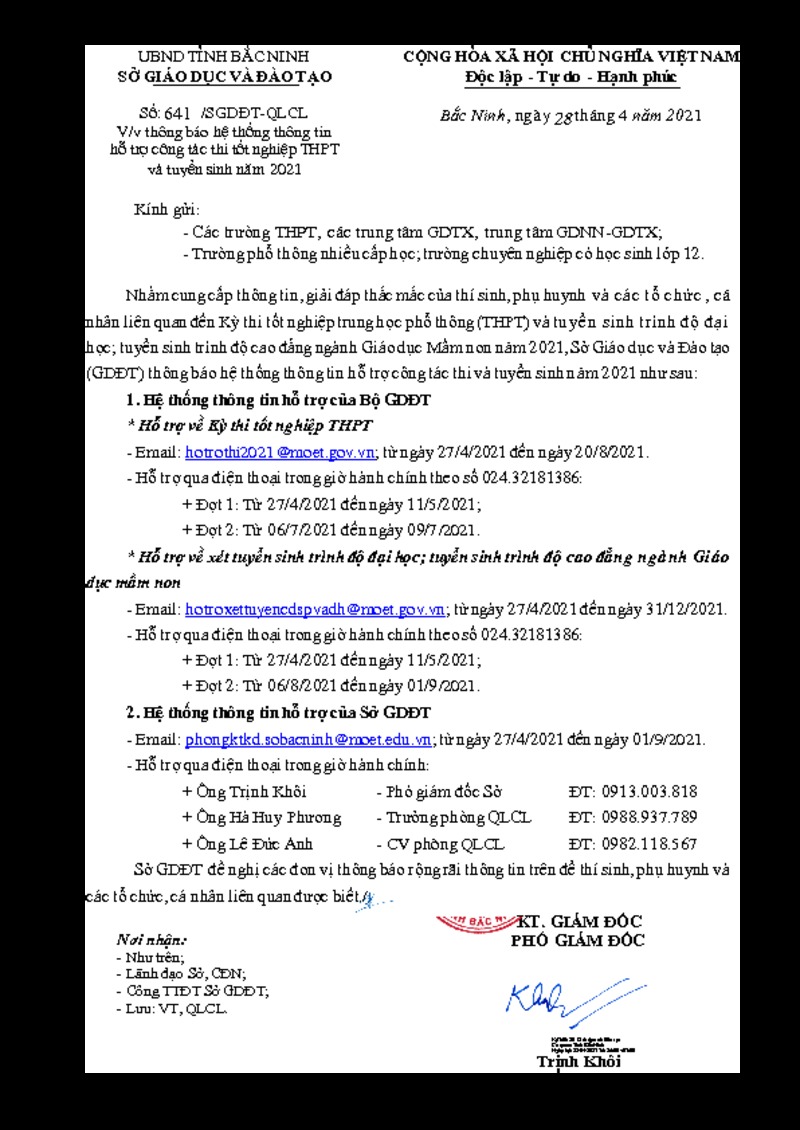 UBND TỈNH BẮC NINH
SỞ GIÁO DỤC VÀ ĐÀO TẠO
CỘNG HÒA XÃ HỘI CHỦ NGHĨA VIỆT NAM
Độc lập - Tự do - Hạnh phúc
Số: 641 /SGDĐT-QLCL
V/v thông báo hệ thống thông tin
hỗ trợ công tác thi tốt nghiệp THPT
và tuyển sinh năm 2021
Bắc Ninh, ngày 28 tháng 4 năm 2021
Kính gửi:
- Các trường THPT, các trung tâm GDTX, trung tâm GDNN-GDTX;
- Trường phổ thông nhiều cấp học; trường chuyên nghiệp có học sinh lớp 12.
Nhằm cung cấp thông tin, giải đáp thắc mắc của thí sinh, phụ huynh và các tổ chức, cá
nhân liên quan đến Kỳ thi tốt nghiệp trung học phổ thông (THPT) và tuyển sinh trình độ đại
học; tuyển sinh trình độ cao đẳng ngành Giáo dục Mầm non năm 2021, Sở Giáo dục và Đào tạo
(GDĐT) thông báo hệ thống thông tin hỗ trợ công tác thi và tuyển sinh năm 2021 như sau:
1. Hệ thống thông tin hỗ trợ của Bộ GDĐT
* Hỗ trợ về Kỳ thi tốt nghiệp THPT
- Email: hotrothi2021@moet.gov.vn; từ ngày 27/4/2021 đến ngày 20/8/2021.
- Hỗ trợ qua điện thoại trong giờ hành chính theo số 024.32181386:
+ Đợt 1: Từ 27/4/2021 đến ngày 11/5/2021;
+ Đợt 2: Từ 06/7/2021 đến ngày 09/7/2021.
* Hỗ trợ về xét tuyển sinh trình độ đại học; tuyển sinh trình độ cao đẳng ngành Giáo
dục mầm non
- Email: hotroxettuyencdspvadh@moet.gov.vn; từ ngày 27/4/2021 đến ngày 31/12/2021.
- Hỗ trợ qua điện thoại trong giờ hành chính theo số 024.32181386:
+ Đợt 1: Từ 27/4/2021 đến ngày 11/5/2021;
+ Đợt 2: Từ 06/8/2021 đến ngày 01/9/2021.
2. Hệ thống thông tin hỗ trợ của Sở GDĐT
- Email: phongktkd.sobacninh@moet.edu.vn; từ ngày 27/4/2021 đến ngày 01/9/2021.
- Hỗ trợ qua điện thoại trong giờ hành chính:
+ Ông Trịnh Khôi - Phó giám đốc Sở ĐT: 0913.003.818
+ Ông Hà Huy Phương - Trưởng phòng QLCL ĐT: 0988.937.789
+ Ông Lê Đức Anh - CV phòng QLCL ĐT: 0982.118.567
Sở GDĐT đề nghị các đơn vị thông báo rộng rãi thông tin trên để thí sinh, phụ huynh và
các tổ chức, cá nhân liên quan được biết./.
Nơi nhận:
- Như trên;
- Lãnh đạo Sở, CĐN;
- Cổng TTĐT Sở GDĐT;
- Lưu: VT, QLCL.
BẮC
KT. GIÁM ĐỐC
PHÓ GIÁM ĐỐC
Trịnh Khôi